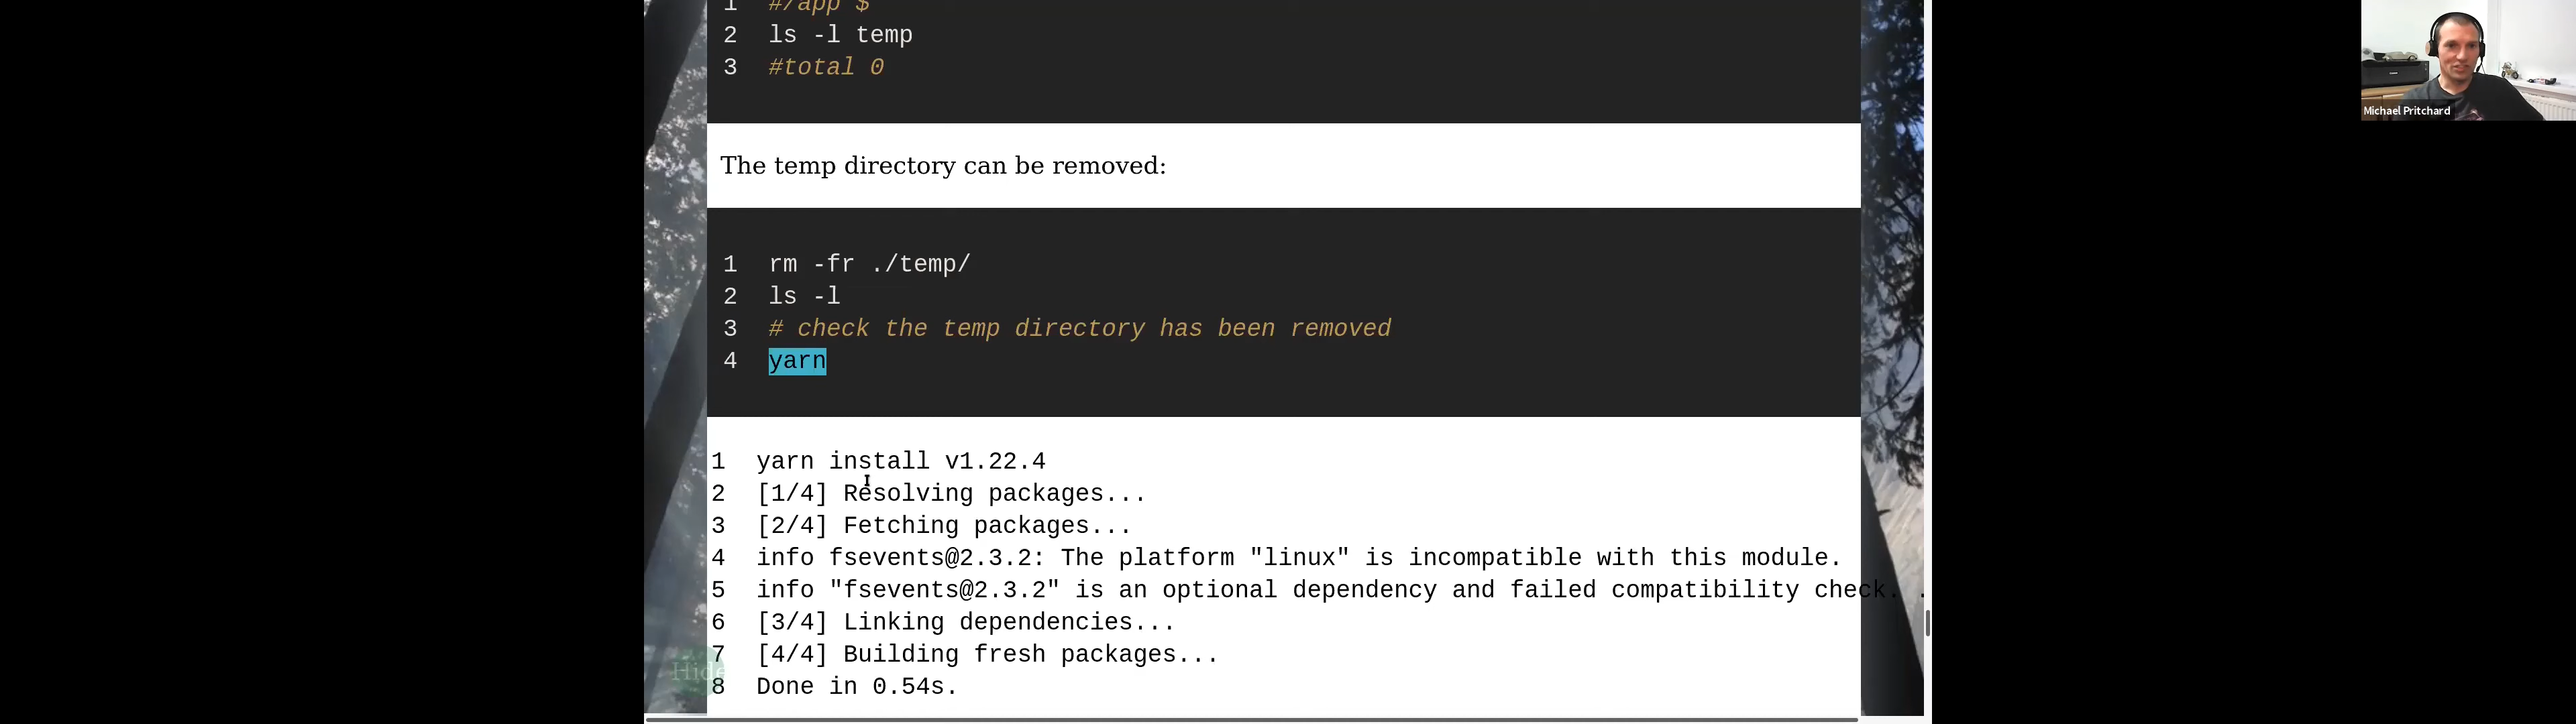 1 #/app $
2 ls -l temp
3 #total 0
Michael Pritchard
The temp directory can be removed:
1 rm -fr ./temp/
2 ls -l
3 # check the temp directory has been removed
4 yarn
1 yarn install v1.22.4
2 [1/4] Resolving packages...
3 [2/4] Fetching packages...
4 info fsevents@2.3.2: The platform "linux" is incompatible with this module.
5 info "fsevents@2.3.2" is an optional dependency and failed compatibility check.
6 [3/4] Linking dependencies...
7 [4/4] Building fresh packages...
Hide
8 Done in 0.54s.